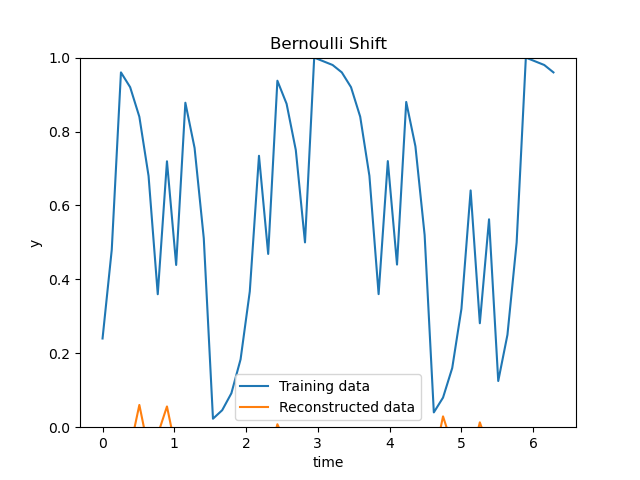 Bernoulli Shift
1.0
0.8
0.6
0.4
0.2
0.0
y
Training data
Reconstructed data
0 1 2 3 4 5 6
time